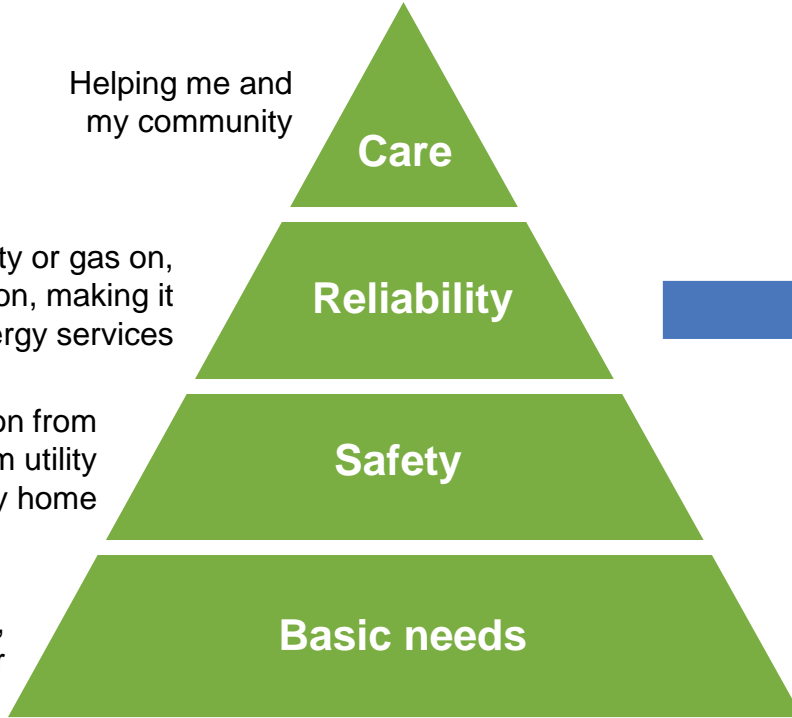 Helping me and
my community
Care
ty or gas on,
on, making it
ergy services
Reliability
on from
m utility
y home
Safety
,
r
Basic needs